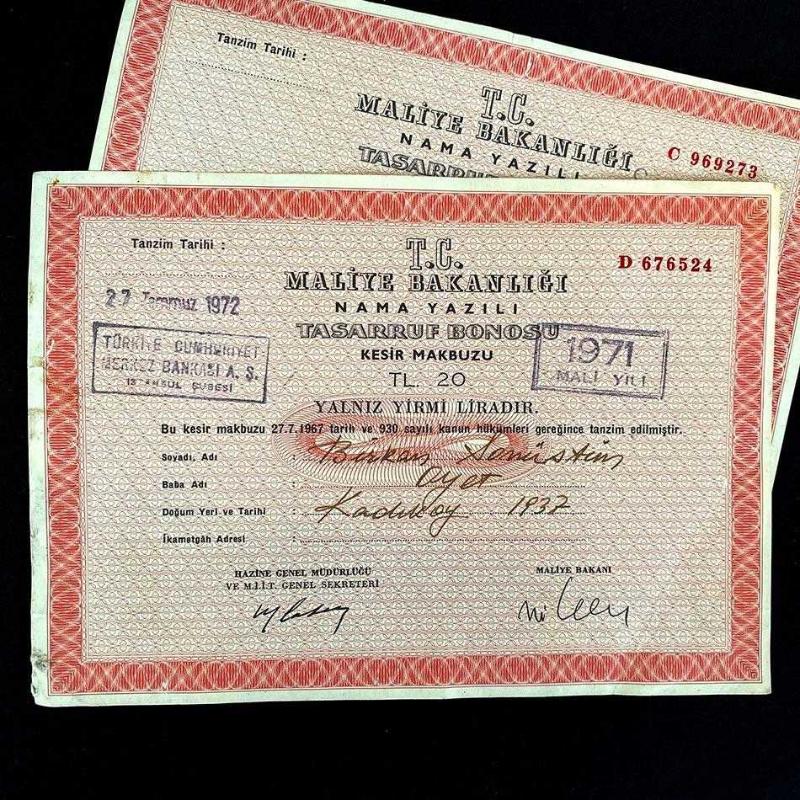 Tanzim Tarihi :
T.C.
MALİYE BAKANLIĞI
C 969273
NAMA YAZILI
TASARRUF
Tanzim Tarihi :
T.C.
D 676524
MALİYE BAKANLIĞI
27 Temmuz 1972
NAMA YAZILI
TASARRUF BONOSU
TÜRKİYE CUMHURİYET
MERKEZ BANKASI A. Ş.
İSTANBUL ŞUBESİ
KESİR MAKBUZU
1971
MALİ YILI
TL. 20
YALNIZ YİRMİ LİRADIR.
Bu kesir makbuzu 27.7.1967 tarih ve 930 sayılı kanun hükümleri gereğince tanzim edilmiştir.
Soyadı, Adı : Birkan
Baba Adı :
Doğum Yeri ve Tarihi : Kadıköy 1937
İkametgâh Adresi :
HAZİNE GENEL MÜDÜRLÜĞÜ
VE M.İ.İ.T. GENEL SEKRETERİ
MALİYE BAKANI